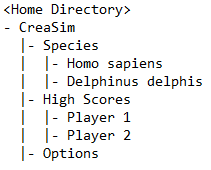 <Home Directory>
- CreaSim
|- Species
| |- Homo sapiens
| |- Delphinus delphis
|- High Scores
| |- Player 1
| |- Player 2
|- Options